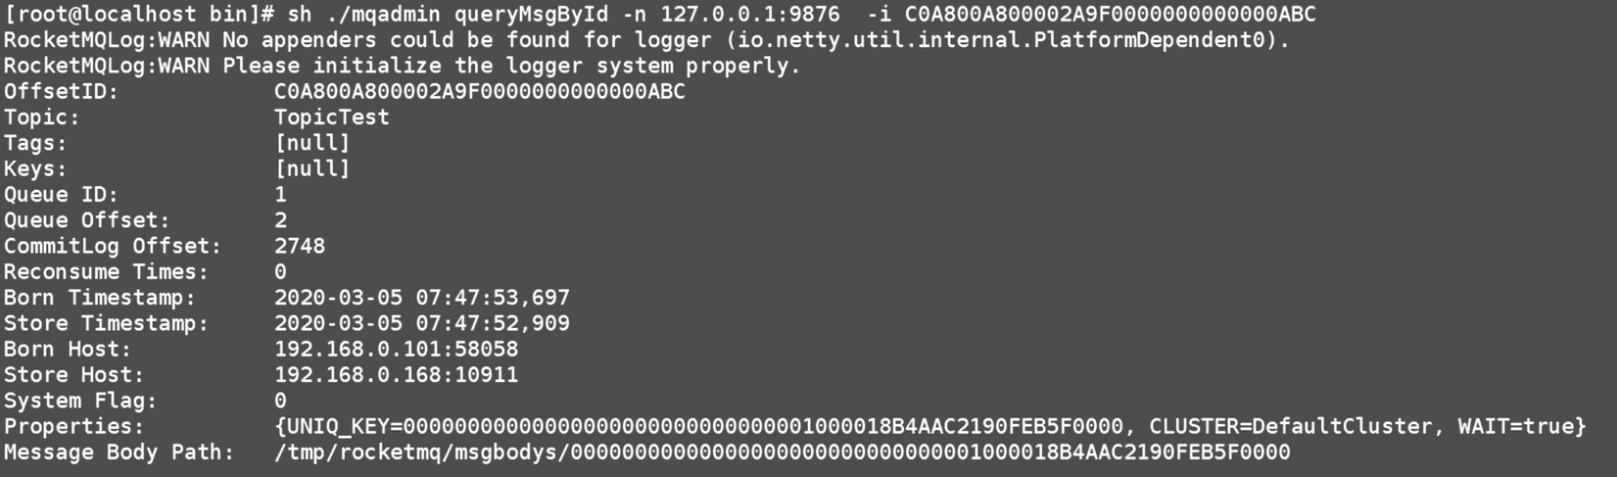 [root@localhost bin]# sh ./mqadmin queryMsgById -n 127.0.0.1:9876  -i C0A800A800002A9F0000000000000ABC
RocketMQLog:WARN No appenders could be found for logger (io.netty.util.internal.PlatformDependent0).
RocketMQLog:WARN Please initialize the logger system properly.
OffsetID:            C0A800A800002A9F0000000000000ABC
Topic:               TopicTest
Tags:                [null]
Keys:                [null]
Queue ID:            1
Queue Offset:        2
CommitLog Offset:    2748
Reconsume Times:     0
Born Timestamp:      2020-03-05 07:47:53,697
Store Timestamp:     2020-03-05 07:47:52,909
Born Host:           192.168.0.101:58058
Store Host:          192.168.0.168:10911
System Flag:         0
Properties:          {UNIQ_KEY=00000000000000000000000000000001000018B4AAC2190FEB5F0000, CLUSTER=DefaultCluster, WAIT=true}
Message Body Path:   /tmp/rocketmq/msgbodys/00000000000000000000000000000001000018B4AAC2190FEB5F0000